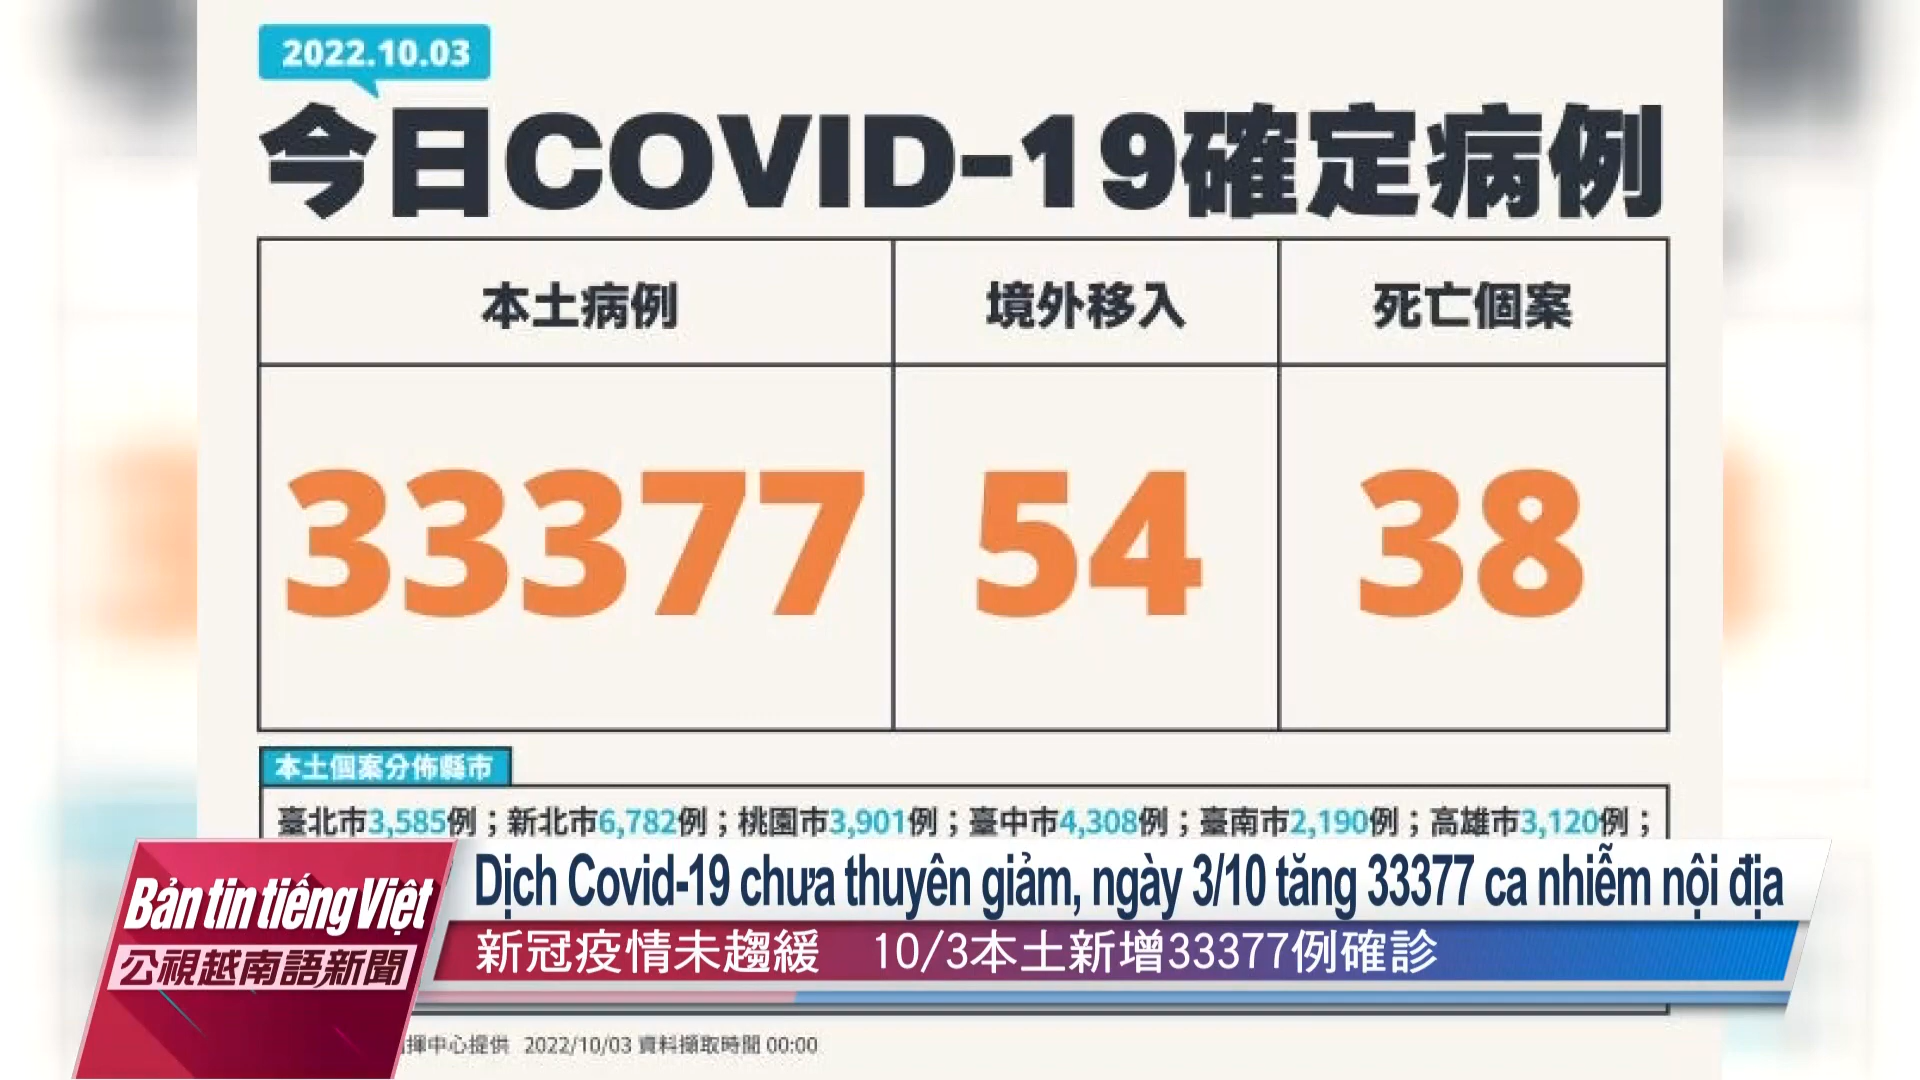 2022.10.03
今日COVID-19確定病例
本土病例 境外移入 死亡個案
33377 54 38
本土個案分佈縣市
臺北市3,585例；新北市6,782例；桃園市3,901例；臺中市4,308例；臺南市2,190例；高雄市3,120例；
Bản tin tiếng Việt
公視越南語新聞
Dịch Covid-19 chưa thuyên giảm, ngày 3/10 tăng 33377 ca nhiễm nội địa
新冠疫情未趨緩 10/3本土新增33377例確診
揮中心提供 2022/10/03 資料擷取時間 00:00